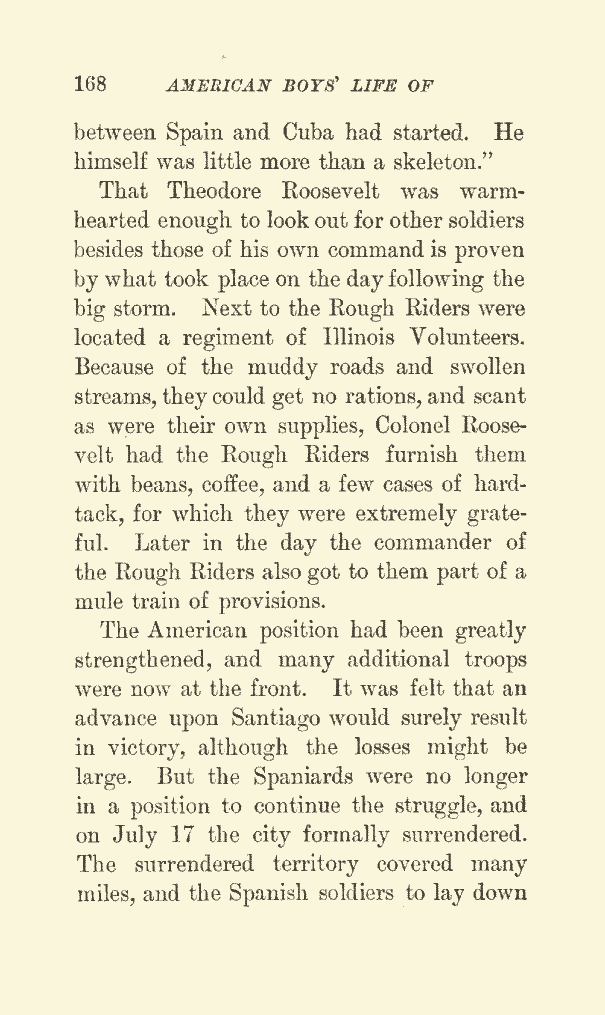 168 AMERICAN BOYS' LIFE OF
between Spain and Cuba had started. He
himself was little more than a skeleton.”
That Theodore Roosevelt was warm-
hearted enough to look out for other soldiers
besides those of his own command is proven
by what took place on the day following the
big storm. Next to the Rough Riders were
located a regiment of Illinois Volunteers.
Because of the muddy roads and swollen
streams, they could get no rations, and scant
as were their own supplies, Colonel Roose-
velt had the Rough Riders furnish them
with beans, coffee, and a few cases of hard-
tack, for which they were extremely grate-
ful. Later in the day the commander of
the Rough Riders also got to them part of a
mule train of provisions.
The American position had been greatly
strengthened, and many additional troops
were now at the front. It was felt that an
advance upon Santiago would surely result
in victory, although the losses might be
large. But the Spaniards were no longer
in a position to continue the struggle, and
on July 17 the city formally surrendered.
The surrendered territory covered many
miles, and the Spanish soldiers to lay down